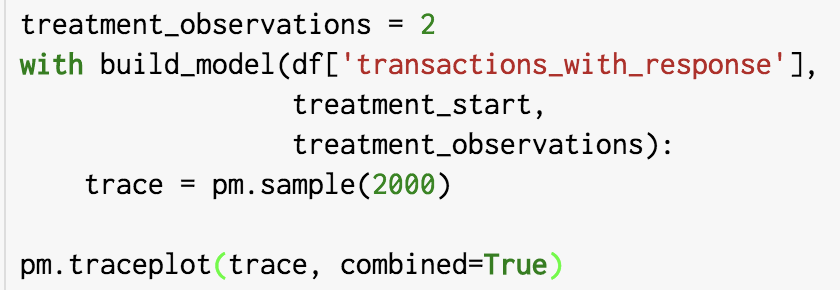 treatment_observations = 2
with build_model(df['transactions_with_response'],
                 treatment_start,
                 treatment_observations):
    trace = pm.sample(2000)

pm.traceplot(trace, combined=True)